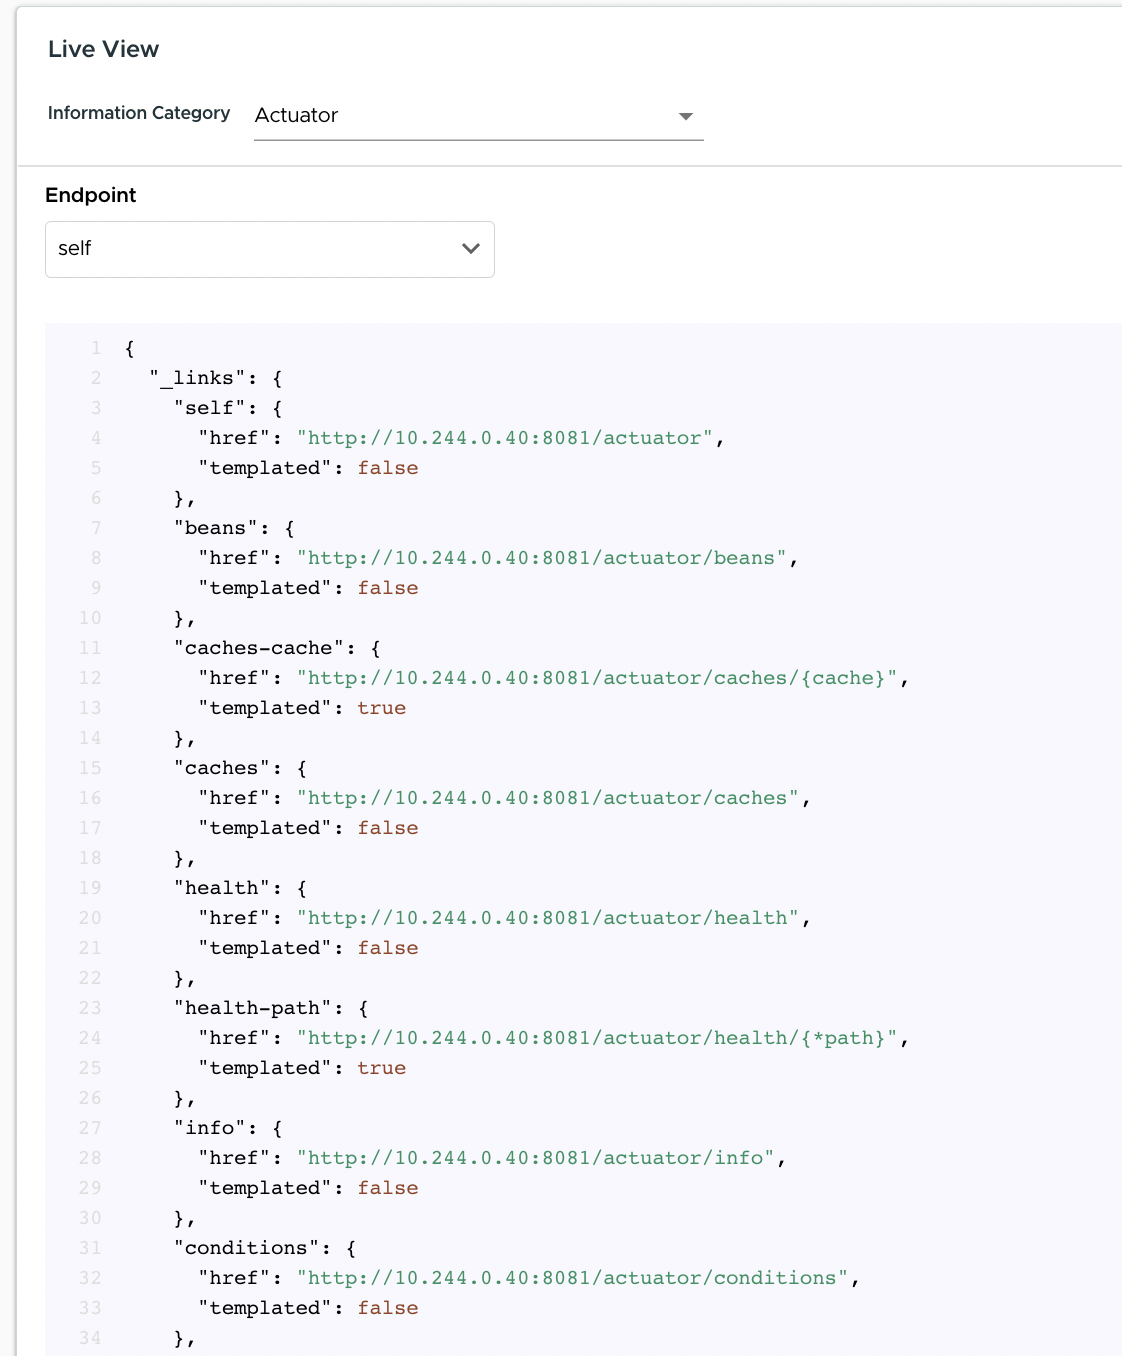 Live View
Information Category Actuator
Endpoint
self
1 {
2 "_links": {
3 "self": {
4 "href": "http://10.244.0.40:8081/actuator",
5 "templated": false
6 },
7 "beans": {
8 "href": "http://10.244.0.40:8081/actuator/beans",
9 "templated": false
10 },
11 "caches-cache": {
12 "href": "http://10.244.0.40:8081/actuator/caches/{cache}",
13 "templated": true
14 },
15 "caches": {
16 "href": "http://10.244.0.40:8081/actuator/caches",
17 "templated": false
18 },
19 "health": {
20 "href": "http://10.244.0.40:8081/actuator/health",
21 "templated": false
22 },
23 "health-path": {
24 "href": "http://10.244.0.40:8081/actuator/health/{*path}",
25 "templated": true
26 },
27 "info": {
28 "href": "http://10.244.0.40:8081/actuator/info",
29 "templated": false
30 },
31 "conditions": {
32 "href": "http://10.244.0.40:8081/actuator/conditions",
33 "templated": false
34 },